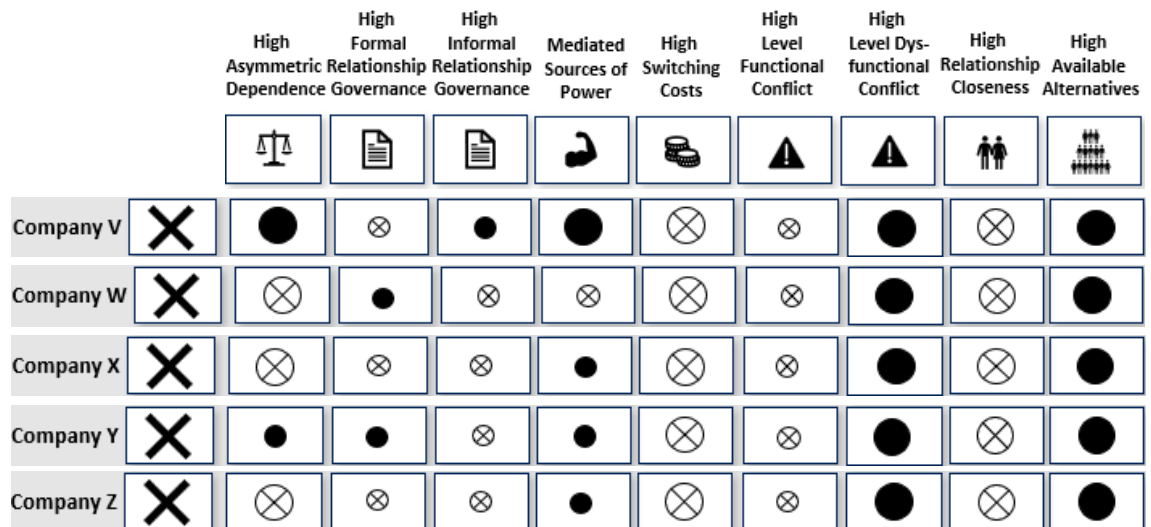 High
Asymmetric
Dependence
High
Formal
Relationship
Governance
High
Informal
Relationship
Governance
Mediated
Sources of
Power
High
Switching
Costs
High
Level
Functional
Conflict
High
Level Dys-
functional
Conflict
High
Relationship
Closeness
High
Available
Alternatives
Company V
Company W
Company X
Company Y
Company Z